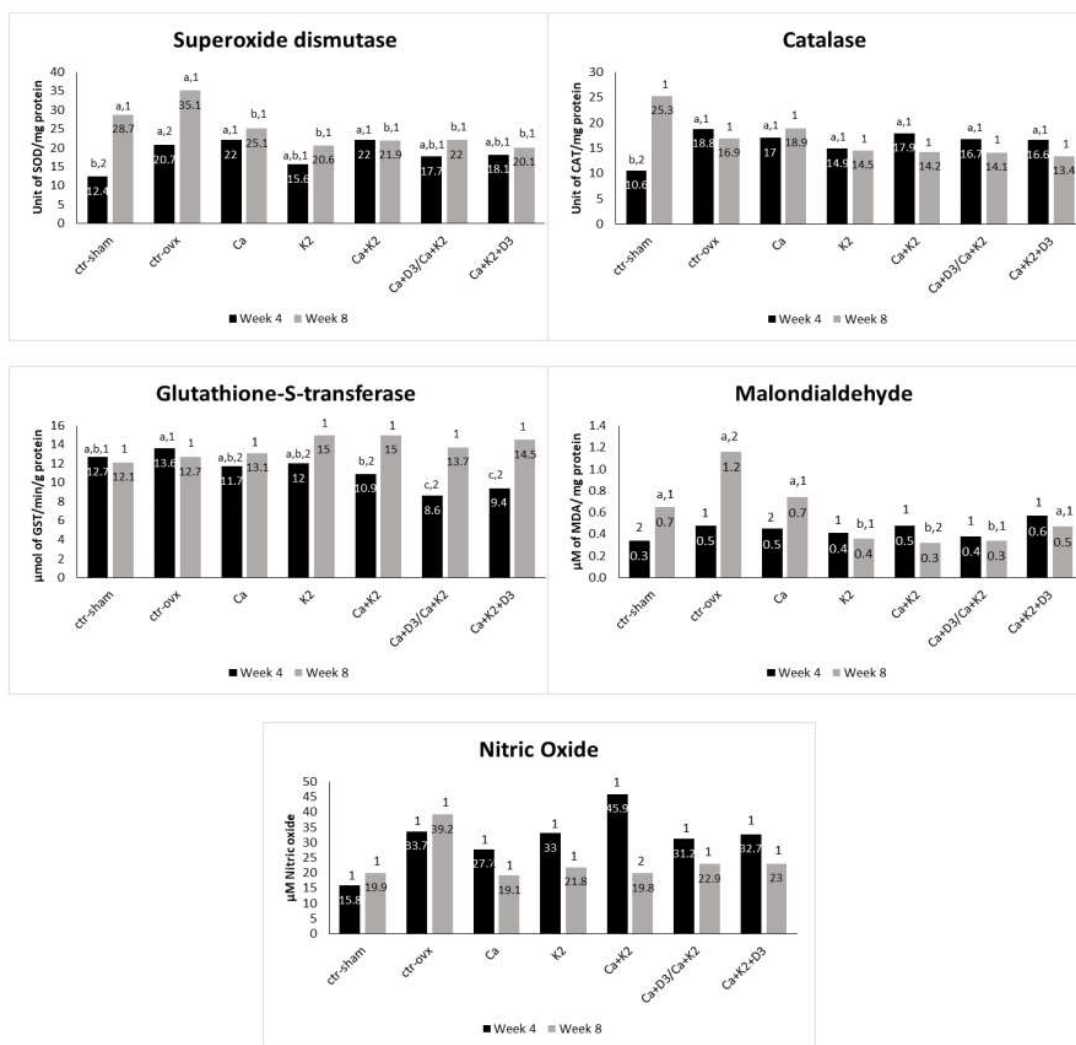 Superoxide dismutase
Unit of SOD/mg protein
40
35
30
25
20
15
10
5
0
b,2 a,1 a,2 a,1 a,1 b,1 a,b,1 b,1 a,1 b,1 a,b,1 b,1 a,b,1 b,1
12.4 28.7 20.7 35.1 22 25.1 15.6 20.6 22 21.9 17.7 22 18.1 20.1
ctr-sham ctr-ovx Ca K2 Ca+K2 Ca+D3/Ca+K2 Ca+K2+D3
Week 4 Week 8
Catalase
Unit of CAT/mg protein
30
25
20
15
10
5
0
b,2 1 a,1 1 a,1 1 a,1 1 a,1 1 a,1 1 a,1 1
10.6 25.3 18.8 16.9 17 18.9 14.9 14.5 17.9 14.2 16.7 14.1 16.6 13.4
ctr-sham ctr-ovx Ca K2 Ca+K2 Ca+D3/Ca+K2 Ca+K2+D3
Week 4 Week 8
Glutathione-S-transferase
µmol of GST/min/g protein
16
14
12
10
8
6
4
2
0
a,b,1 1 a,1 1 a,b,2 1 a,b,2 1 b,2 1 c,2 1 c,2 1
12.7 12.1 13.6 12.7 11.7 13.1 12 15 10.9 15 8.6 13.7 9.4 14.5
ctr-sham ctr-ovx Ca K2 Ca+K2 Ca+D3/Ca+K2 Ca+K2+D3
Week 4 Week 8
Malondialdehyde
µM of MDA/ mg protein
1.4
1.2
1.0
0.8
0.6
0.4
0.2
0.0
2 a,1 1 a,2 2 a,1 1 b,1 1 b,2 1 b,1 1 a,1
0.3 0.7 0.5 1.2 0.5 0.7 0.4 0.4 0.5 0.3 0.4 0.3 0.6 0.5
ctr-sham ctr-ovx Ca K2 Ca+K2 Ca+D3/Ca+K2 Ca+K2+D3
Week 4 Week 8
Nitric Oxide
µM Nitric oxide
50
45
40
35
30
25
20
15
10
5
0
1 1 1 1 1 1 1 1 1 2 1 1 1 1
15.8 19.9 33.7 39.2 27.7 19.1 33 21.8 45.9 19.8 31.2 22.9 32.7 23
ctr-sham ctr-ovx Ca K2 Ca+K2 Ca+D3/Ca+K2 Ca+K2+D3
Week 4 Week 8